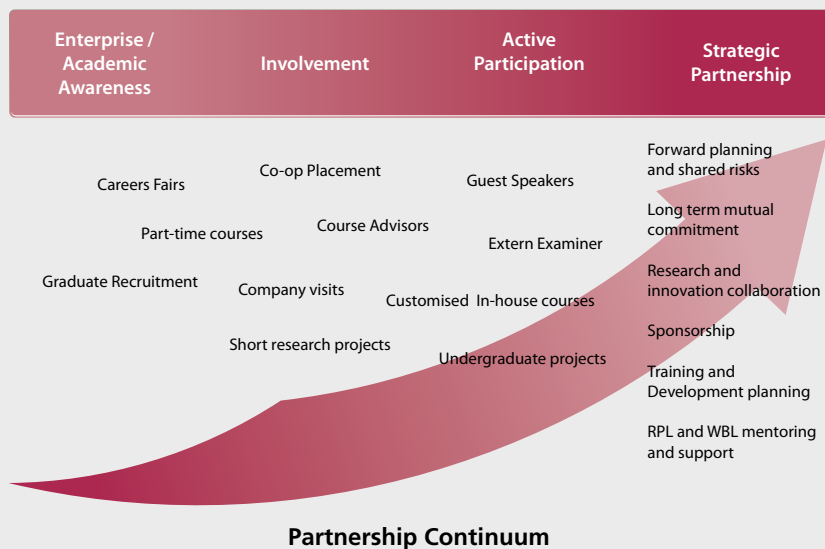 Enterprise /
Academic
Awareness
Involvement
Active
Participation
Strategic
Partnership
Careers Fairs
Part-time courses
Graduate Recruitment
Co-op Placement
Course Advisors
Company visits
Short research projects
Guest Speakers
Extern Examiner
Customised In-house courses
Undergraduate projects
Forward planning
and shared risks
Long term mutual
commitment
Research and
innovation collaboration
Sponsorship
Training and
Development planning
RPL and WBL mentoring
and support
Partnership Continuum